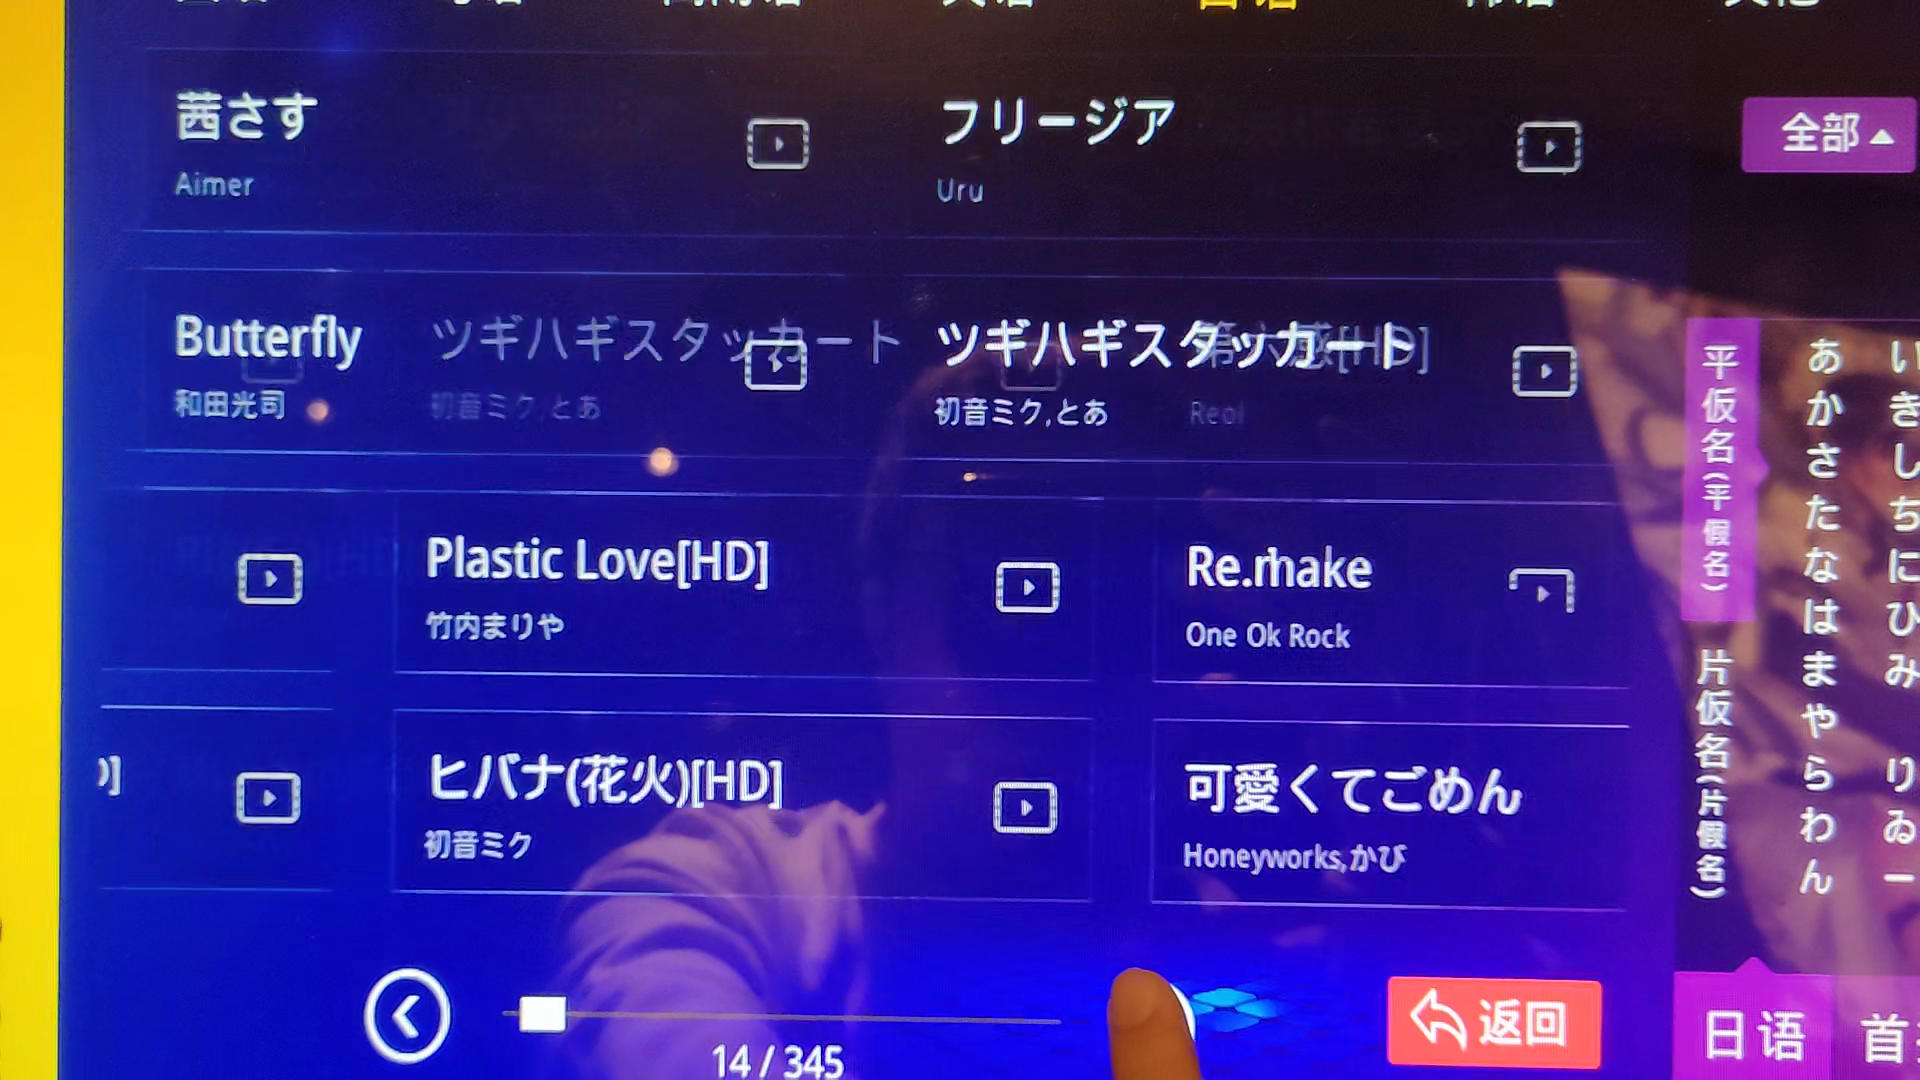 日语
茜さす
Aimer
フリージア
Uru
全部
Butterfly
和田光司
ツギハギスタッカート
初音ミク,とあ
ツギハギスタッカート
初音ミク,とあ
[HD]
Reol
Plastic Love[HD]
竹内まりや
Re:make
One Ok Rock
ヒバナ(花火)[HD]
初音ミク
可愛くてごめん
Honeyworks,かぴ
平仮名(平假名)
片仮名(片假名)
あかさたなはまやらわん
いきしちにひみ りゐー
14 / 345
返回
日语
首